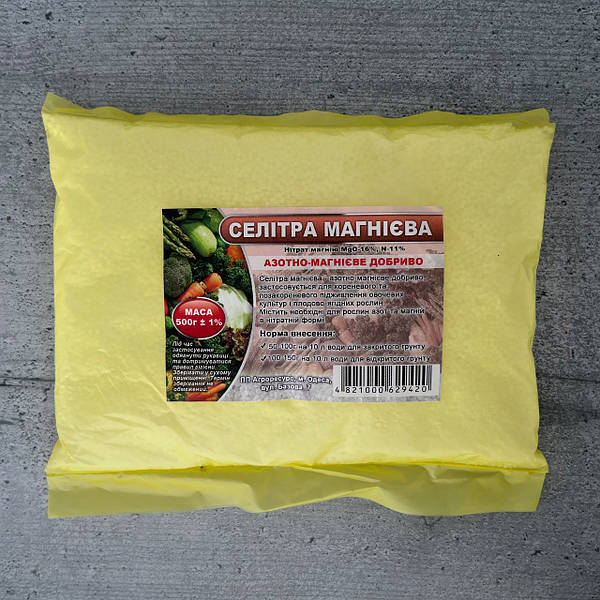 СЕЛІТРА МАГНІЄВА
Нітрат магнію MgO-16%, N-11%
АЗОТНО-МАГНІЄВЕ ДОБРИВО
Селітра магнієва - азотно-магнієве добриво,
застосовується для кореневого та
позакореневого підживлення овочевих
культур і плодово-ягідних рослин.
Містить необхідні для рослин азот та магній
в нітратній формі
Норма внесення:
✓ 50-100г на 10 л води для закритого ґрунту
✓ 100-150г на 10 л води для відкритого ґрунту
МАСА
500г ± 1%
Під час
застосування
одягнути рукавиці
та дотримуватися
правил гігієни.
Зберігати у сухому
приміщенні. Термін
зберігання не
обмежений.
ПП Агроресурс, м. Одеса,
вул. Базова, 7
4 821000 629420